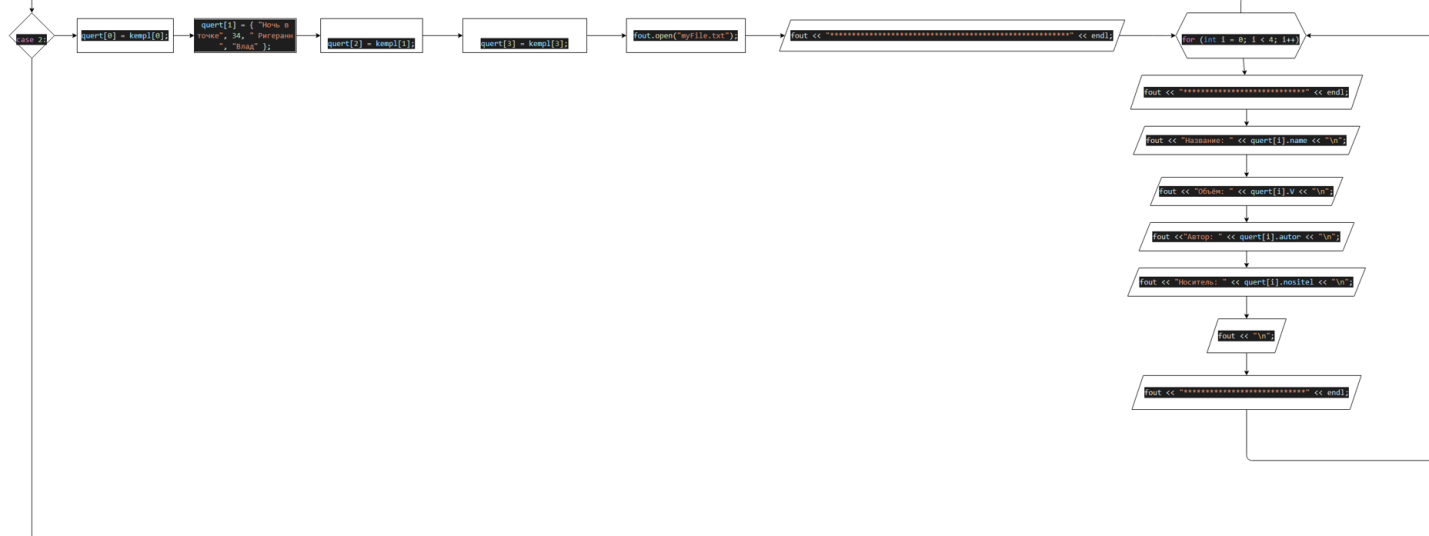 case 2:
quert[0] = kempl[0];
quert[1] = { "Ночь в
точке", 34, " Ригеранн
", "Влад" };
quert[2] = kempl[1];
quert[3] = kempl[3];
fout.open("myFile.txt");
fout << "*******************************************************" << endl;
for (int i = 0; i < 4; i++)
fout << "****************************" << endl;
fout << "Название: " << quert[i].name << "\n";
fout << "Объём: " << quert[i].V << "\n";
fout <<"Автор: " << quert[i].autor << "\n";
fout << "Носитель: " << quert[i].nositel << "\n";
fout << "\n";
fout << "****************************" << endl;